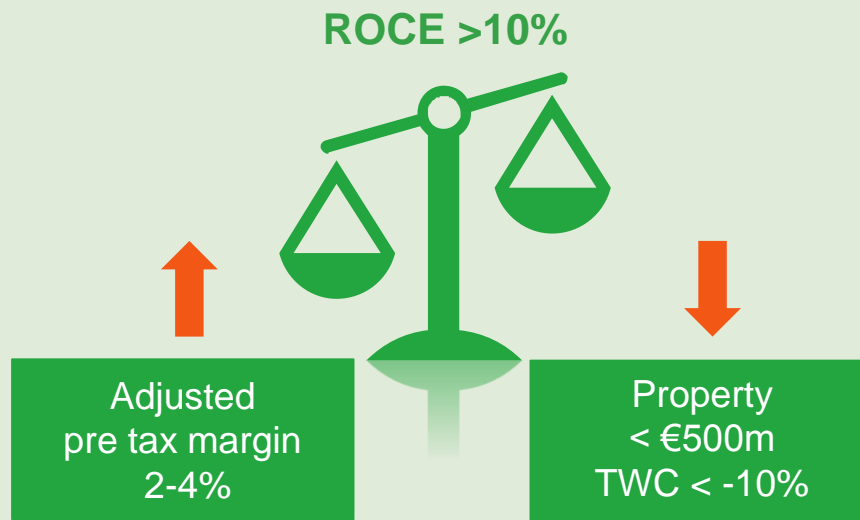 ROCE >10%
Adjusted
pre tax margin
2-4%
Property
< €500m
TWC < -10%